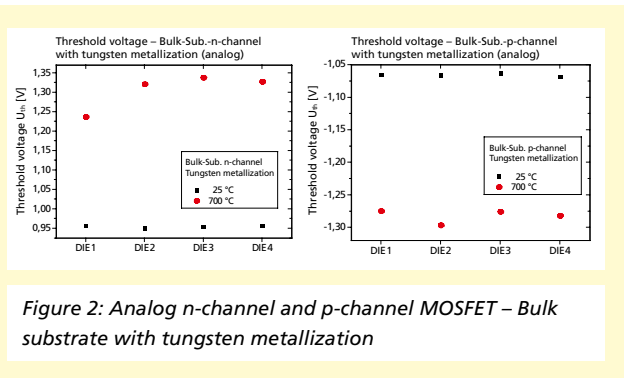 Threshold voltage – Bulk-Sub.-n-channel
with tungsten metallization (analog)
Threshold voltage Uth [V]
1,35
1,30
1,25
1,20
1,15
1,10
1,05
1,00
0,95
Bulk-Sub. n-channel
Tungsten metallization
25 °C
700 °C
DIE1 DIE2 DIE3 DIE4
Threshold voltage – Bulk-Sub.-p-channel
with tungsten metallization (analog)
Threshold voltage Uth [V]
-1,05
-1,10
-1,15
-1,20
-1,25
-1,30
Bulk-Sub. p-channel
Tungsten metallization
25 °C
700 °C
DIE1 DIE2 DIE3 DIE4
Figure 2: Analog n-channel and p-channel MOSFET – Bulk
substrate with tungsten metallization